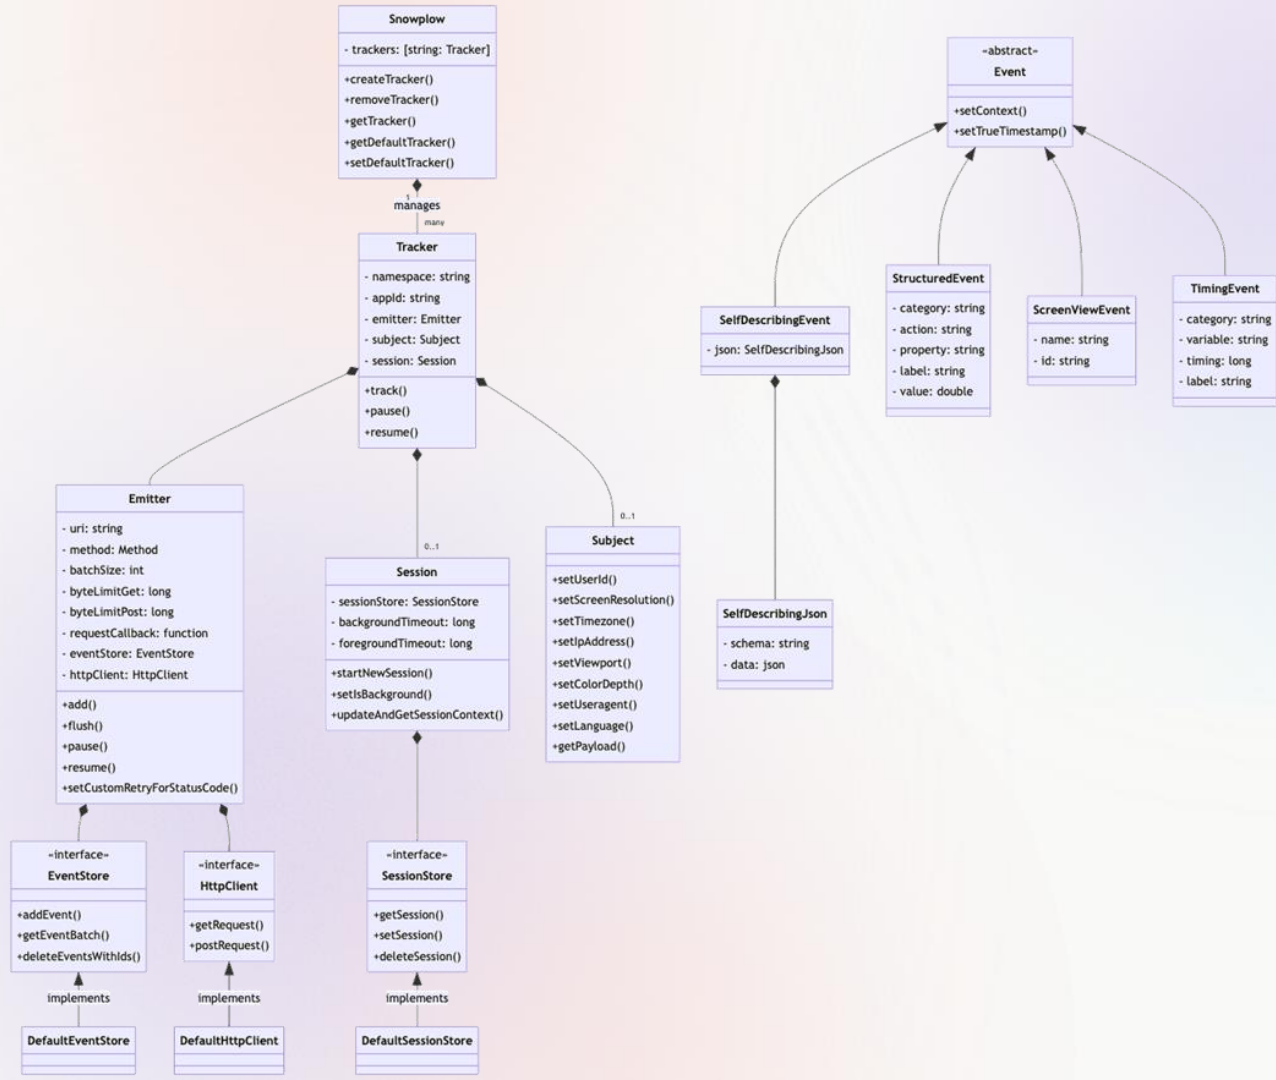 Snowplow
- trackers: [string: Tracker]
+createTracker()
+removeTracker()
+getTracker()
+getDefaultTracker()
+setDefaultTracker()
1
manages
many
Tracker
- namespace: string
- appId: string
- emitter: Emitter
- subject: Subject
- session: Session
+track()
+pause()
+resume()
Emitter
- uri: string
- method: Method
- batchSize: int
- byteLimitGet: long
- byteLimitPost: long
- requestCallback: function
- eventStore: EventStore
- httpClient: HttpClient
+add()
+flush()
+pause()
+resume()
+setCustomRetryForStatusCode()
0..1
Session
- sessionStore: SessionStore
- backgroundTimeout: long
- foregroundTimeout: long
+startNewSession()
+setIsBackground()
+updateAndGetSessionContext()
0..1
Subject
+setUserId()
+setScreenResolution()
+setTimezone()
+setIpAddress()
+setViewport()
+setColorDepth()
+setUseragent()
+setLanguage()
+getPayload()
«interface»
EventStore
+addEvent()
+getEventBatch()
+deleteEventsWithIds()
implements
DefaultEventStore
«interface»
HttpClient
+getRequest()
+postRequest()
implements
DefaultHttpClient
«interface»
SessionStore
+getSession()
+setSession()
+deleteSession()
implements
DefaultSessionStore
«abstract»
Event
+setContext()
+setTrueTimestamp()
SelfDescribingEvent
- json: SelfDescribingJson
StructuredEvent
- category: string
- action: string
- property: string
- label: string
- value: double
ScreenViewEvent
- name: string
- id: string
TimingEvent
- category: string
- variable: string
- timing: long
- label: string
SelfDescribingJson
- schema: string
- data: json